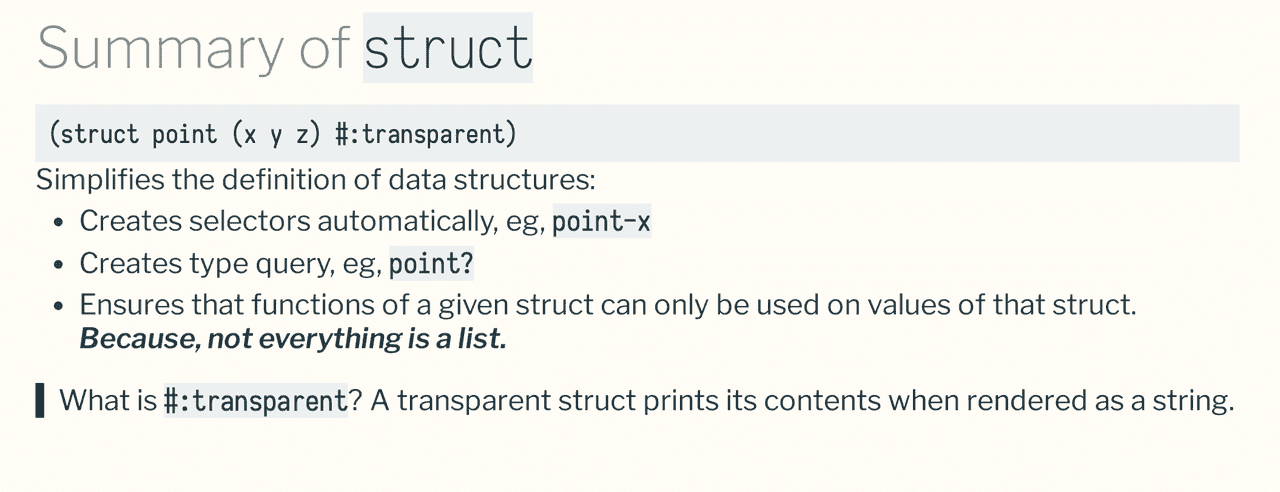 Summary of struct
(struct point (x y z) #:transparent)
Simplifies the definition of data structures:
• Creates selectors automatically, eg, point-x
• Creates type query, eg, point?
• Ensures that functions of a given struct can only be used on values of that struct.
Because, not everything is a list.
What is #:transparent? A transparent struct prints its contents when rendered as a string.